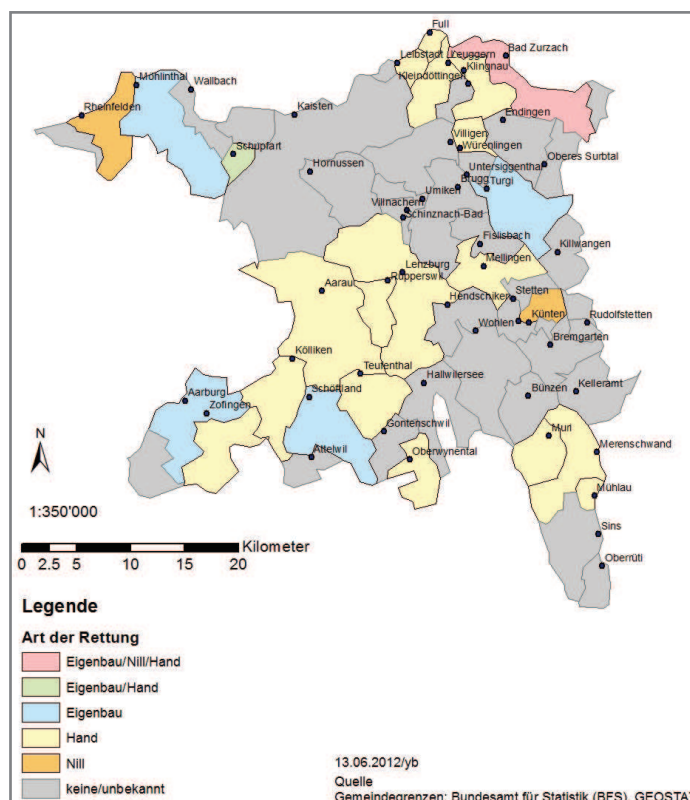 Full
Leibstadt
Leuggern
Bad Zurzach
Klingnau
Kleindöttingen
Möhlinthal
Wallbach
Rheinfelden
Kaisten
Endingen
Villigen
Würenlingen
Schupfart
Hornussen
Oberes Surbtal
Untersiggenthal
Brugg
Turgi
Umiken
Villnachern
Schinznach-Bad
Fislisbach
Killwangen
Mellingen
Lenzburg
Rupperswil
Aarau
Stetten
Hendschiken
Künten
Rudolfstetten
Wohlen
Bremgarten
Kölliken
Teufenthal
Hallwilersee
Schöftland
Bünzen
Kelleramt
Aarburg
Zofingen
Gontenschwil
Muri
Attelwil
Oberwynental
Merenschwand
Mühlau
Sins
Oberrüti
N
1:350'000
Kilometer
0 2.5 5 10 15 20
Legende
Art der Rettung
Eigenbau/Nill/Hand
Eigenbau/Hand
Eigenbau
Hand
Nill
keine/unbekannt
13.06.2012/yb
Quelle
Gemeindegrenzen: Bundesamt für Statistik (BFS), GEOSTAT